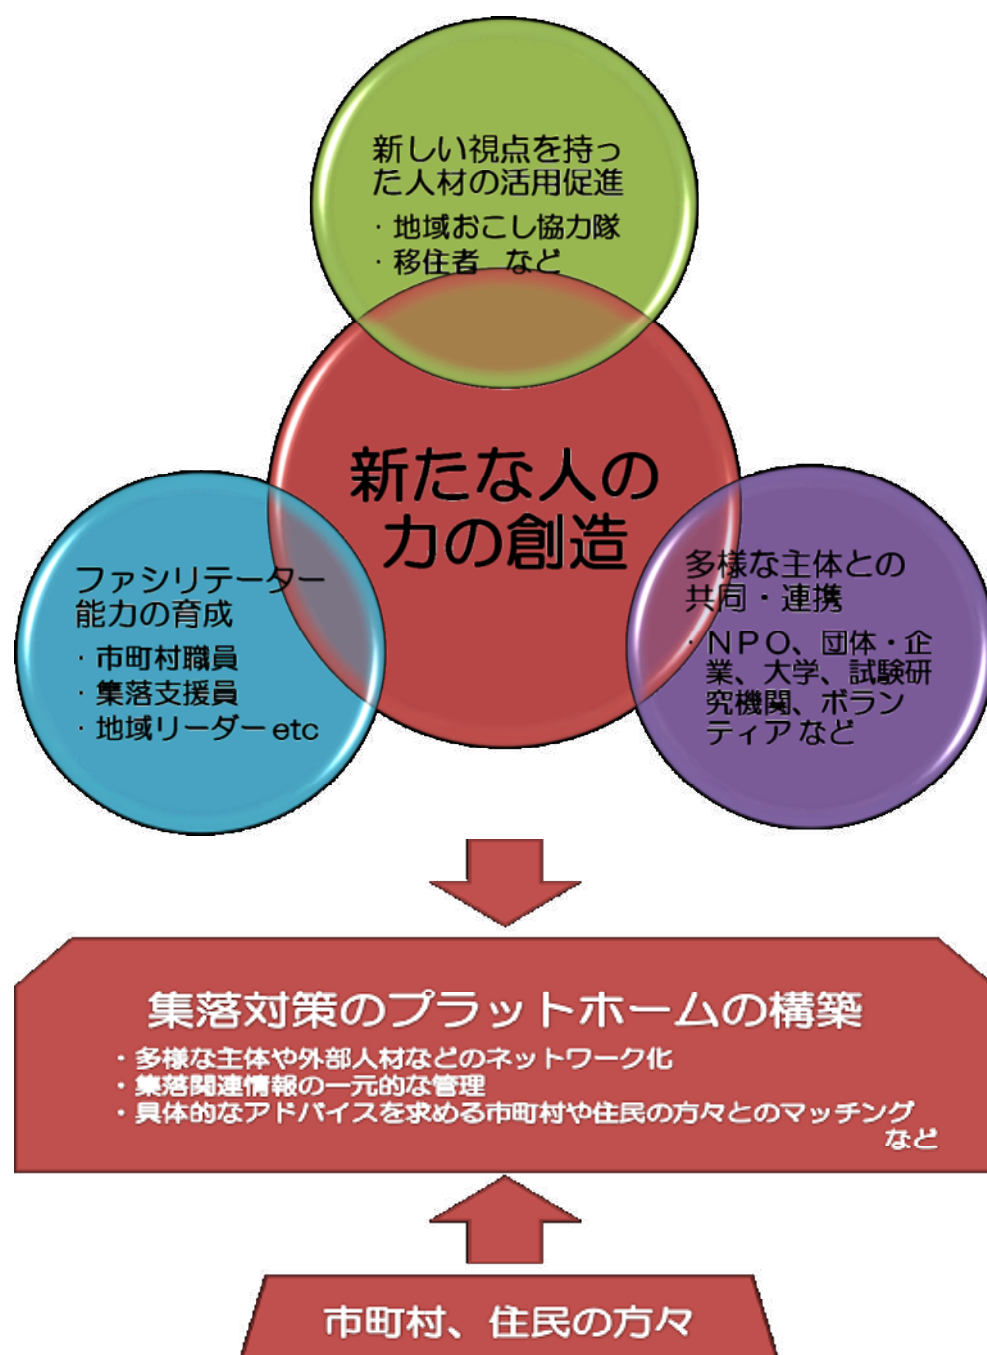 新しい視点を持っ
た人材の活用促進
・地域おこし協力隊
・移住者 など
新たな人の
力の創造
ファシリテーター
能力の育成
・市町村職員
・集落支援員
・地域リーダーetc
多様な主体との
共同・連携
・NPO、団体・企
業、大学、試験研
究機関、ボラン
ティアなど
集落対策のプラットホームの構築
・多様な主体や外部人材などのネットワーク化
・集落関連情報の一元的な管理
・具体的なアドバイスを求める市町村や住民の方々とのマッチング
など
市町村、住民の方々